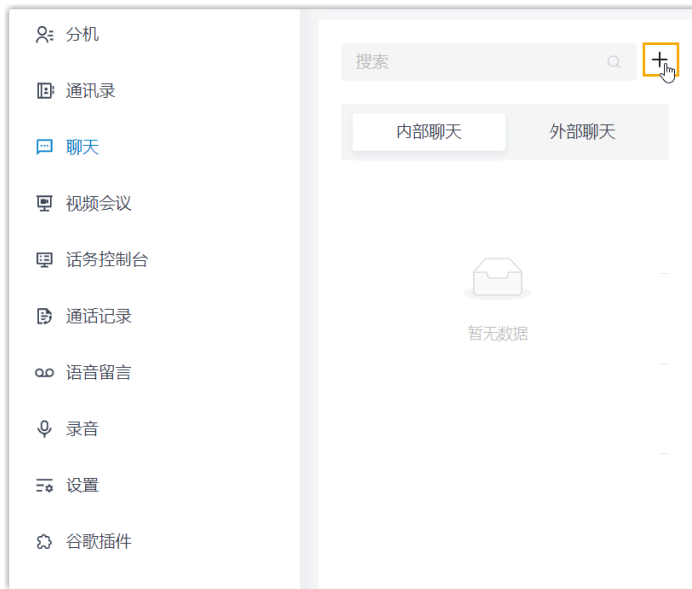 分机
通讯录
聊天
视频会议
话务控制台
通话记录
语音留言
录音
设置
谷歌插件
搜索
内部聊天 外部聊天
暂无数据